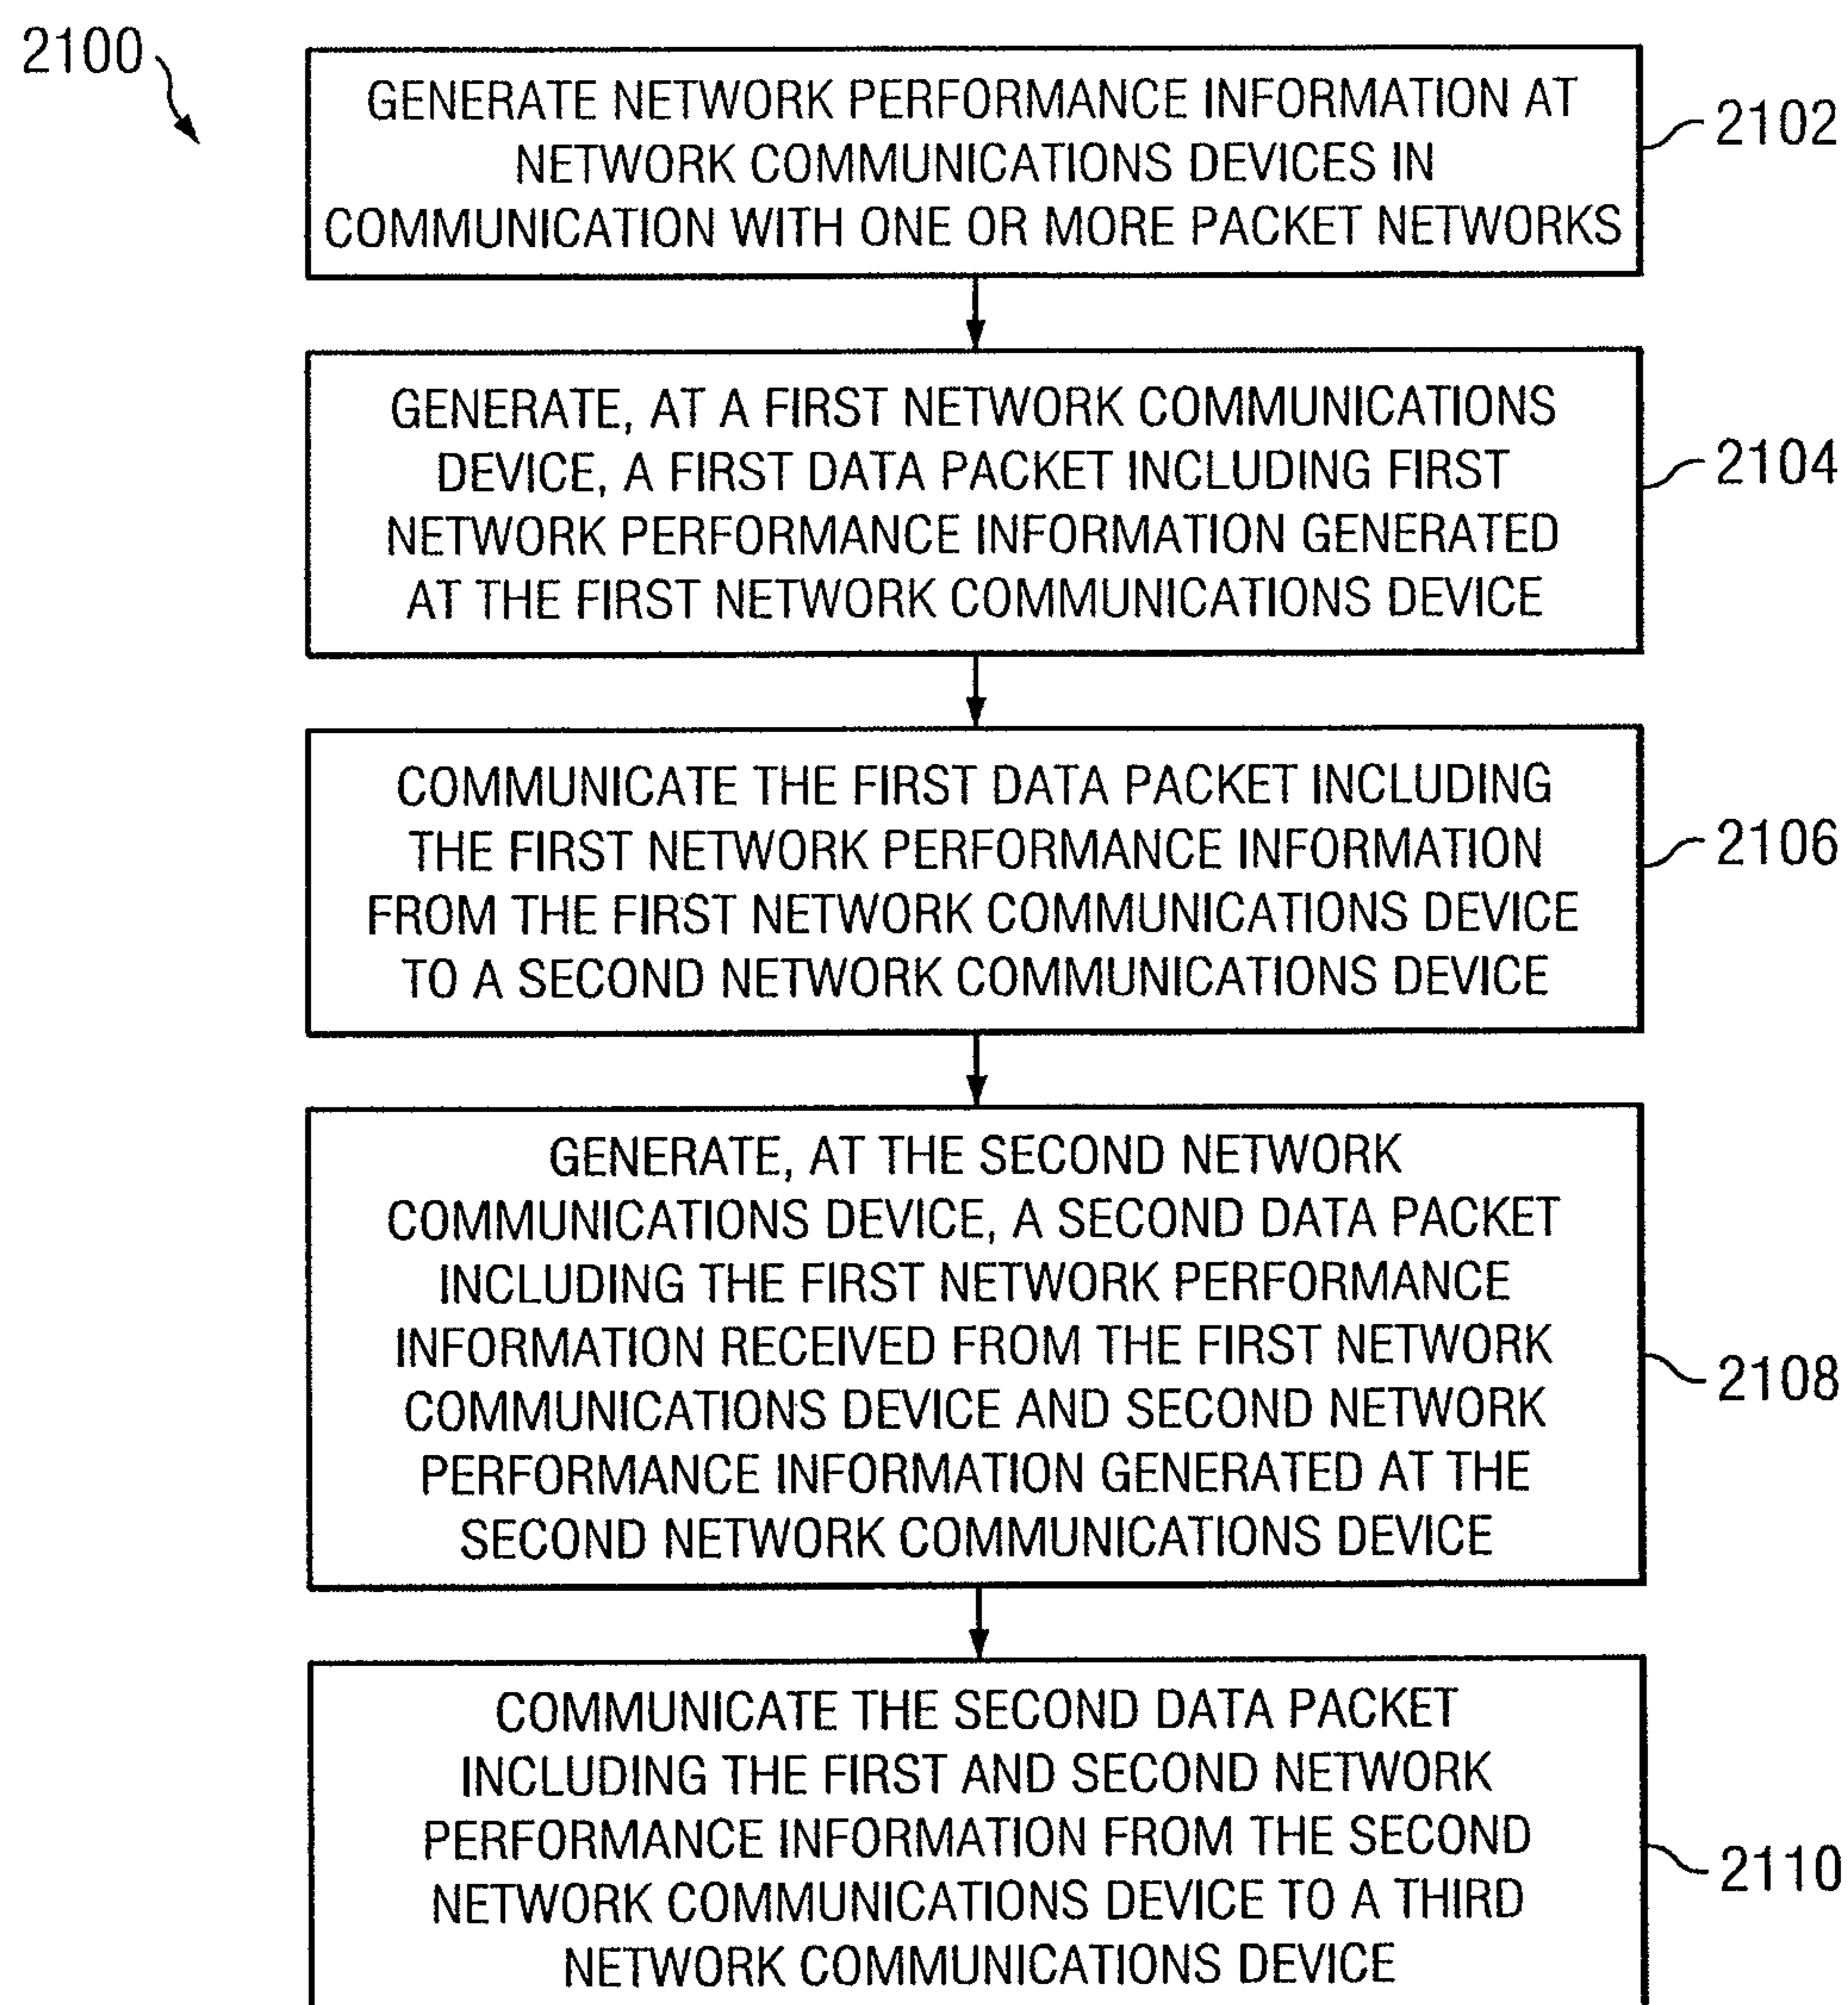 2100
GENERATE NETWORK PERFORMANCE INFORMATION AT
NETWORK COMMUNICATIONS DEVICES IN
COMMUNICATION WITH ONE OR MORE PACKET NETWORKS
2102
GENERATE, AT A FIRST NETWORK COMMUNICATIONS
DEVICE, A FIRST DATA PACKET INCLUDING FIRST
NETWORK PERFORMANCE INFORMATION GENERATED
AT THE FIRST NETWORK COMMUNICATIONS DEVICE
2104
COMMUNICATE THE FIRST DATA PACKET INCLUDING
THE FIRST NETWORK PERFORMANCE INFORMATION
FROM THE FIRST NETWORK COMMUNICATIONS DEVICE
TO A SECOND NETWORK COMMUNICATIONS DEVICE
2106
GENERATE, AT THE SECOND NETWORK
COMMUNICATIONS DEVICE, A SECOND DATA PACKET
INCLUDING THE FIRST NETWORK PERFORMANCE
INFORMATION RECEIVED FROM THE FIRST NETWORK
COMMUNICATIONS DEVICE AND SECOND NETWORK
PERFORMANCE INFORMATION GENERATED AT THE
SECOND NETWORK COMMUNICATIONS DEVICE
2108
COMMUNICATE THE SECOND DATA PACKET
INCLUDING THE FIRST AND SECOND NETWORK
PERFORMANCE INFORMATION FROM THE SECOND
NETWORK COMMUNICATIONS DEVICE TO A THIRD
NETWORK COMMUNICATIONS DEVICE
2110